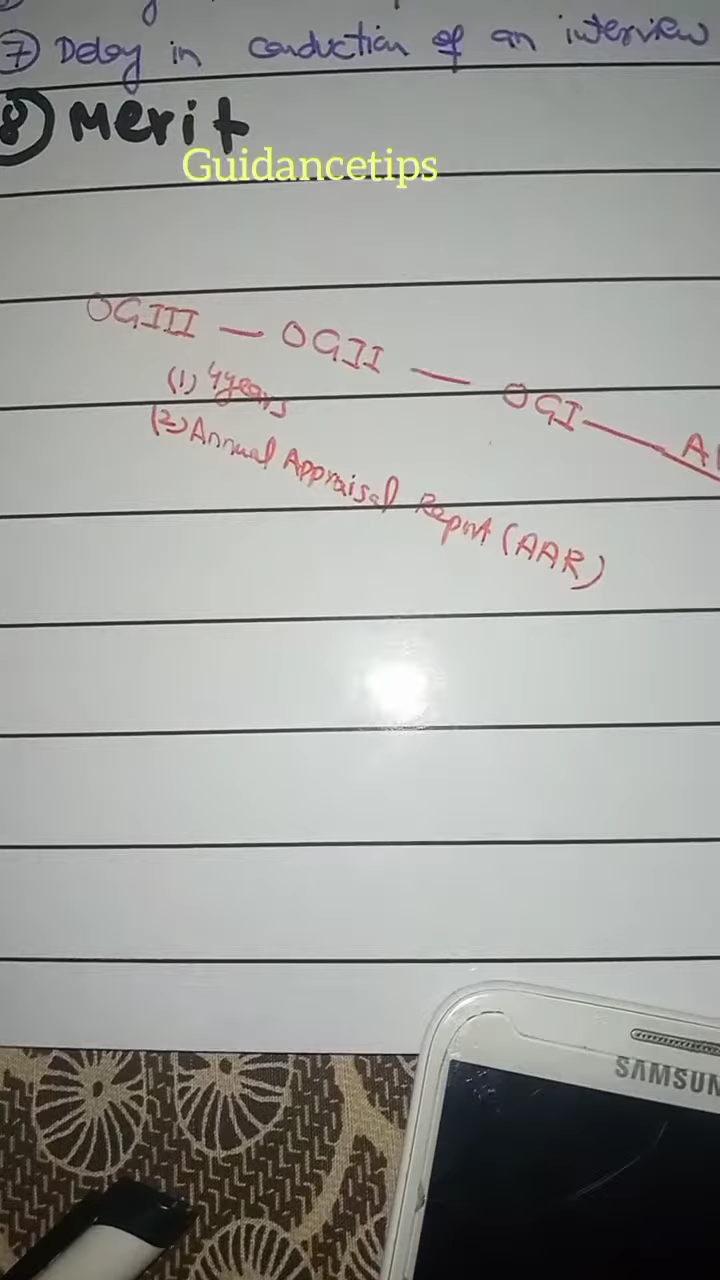 7 Delay in conduction of an interview
8 Merit
Guidancetips
OGIII — OGII — OGI — A
(1) 4years
(2) Annual Appraisal Report (AAR)
SAMSUN